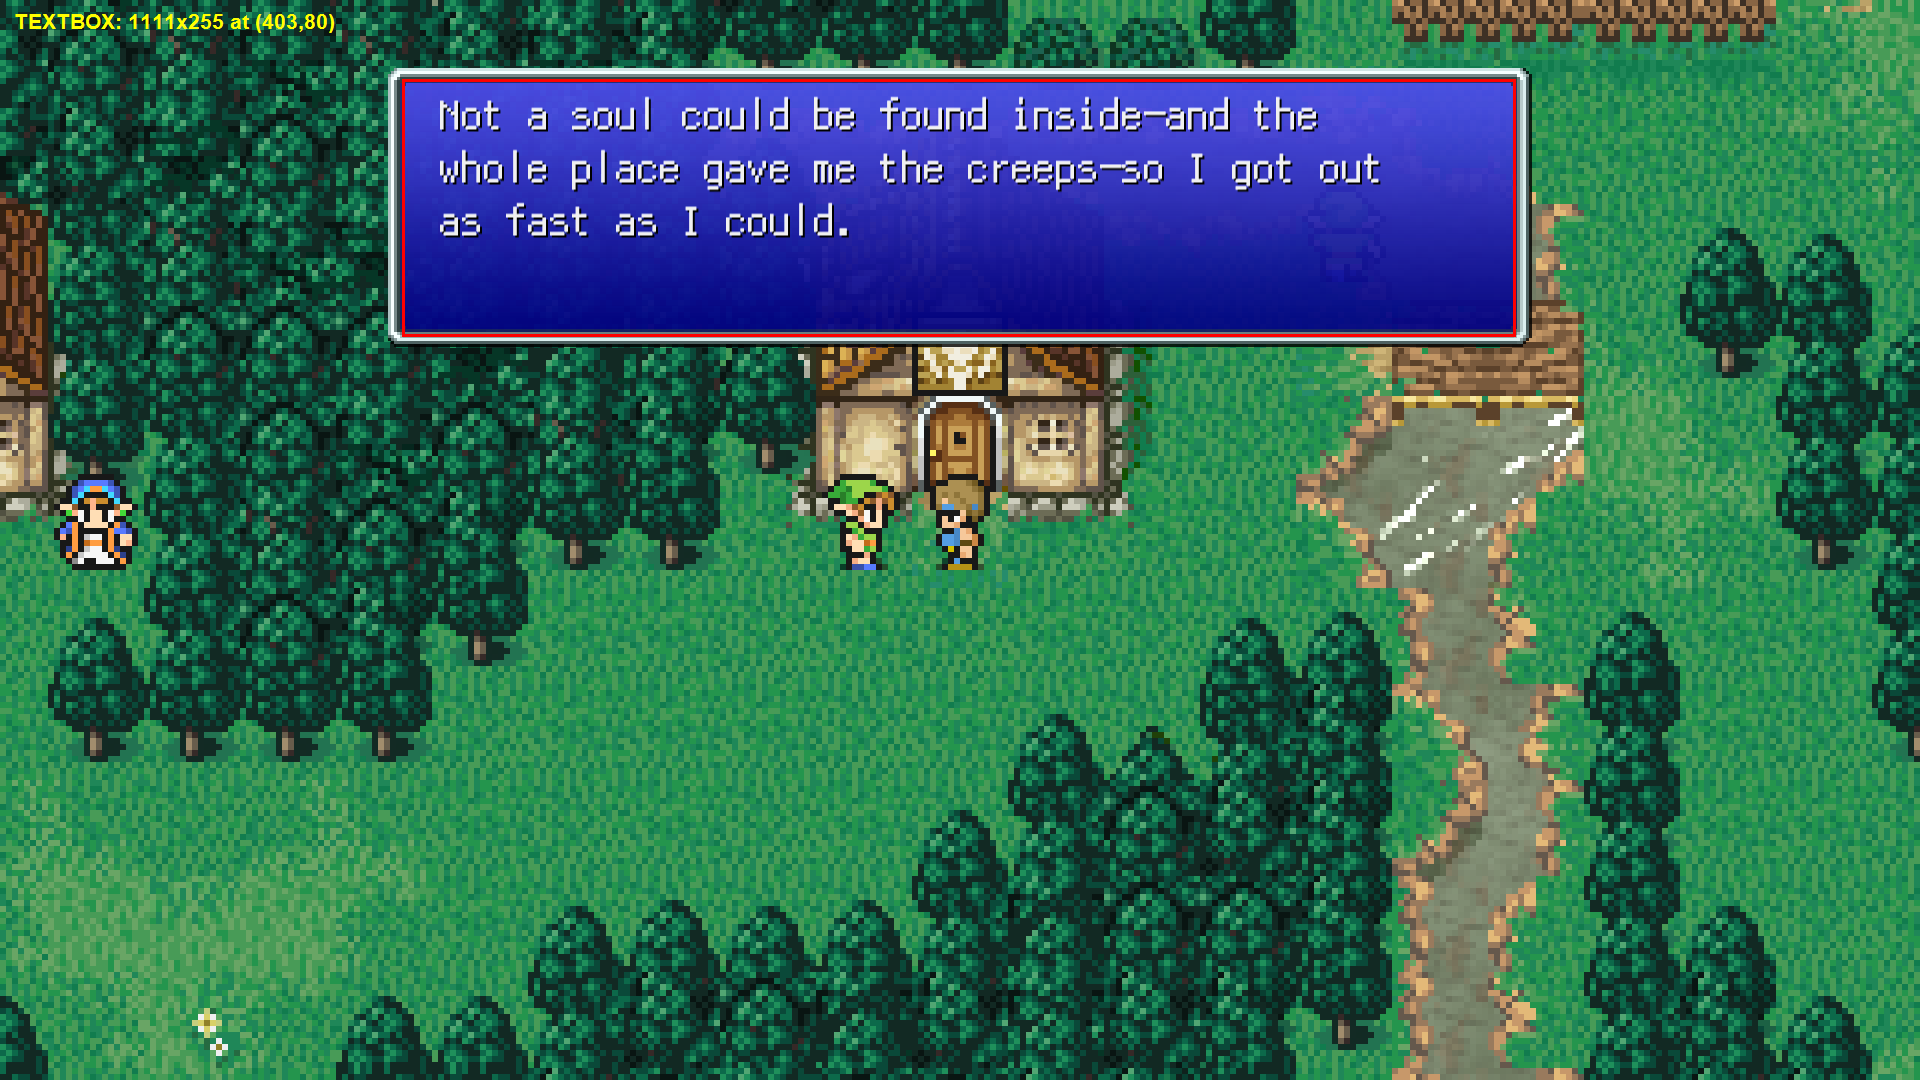 TEXTBOX: 1111x255 at (403,80)
Not a soul could be found inside—and the
whole place gave me the creeps—so I got out
as fast as I could.